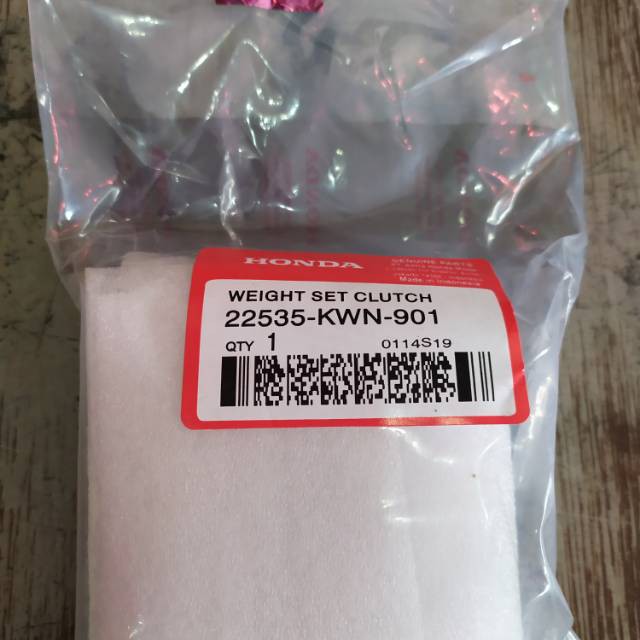 HONDA
GENUINE PARTS
Made in Indonesia
WEIGHT SET CLUTCH
22535-KWN-901
QTY 1 0114S19